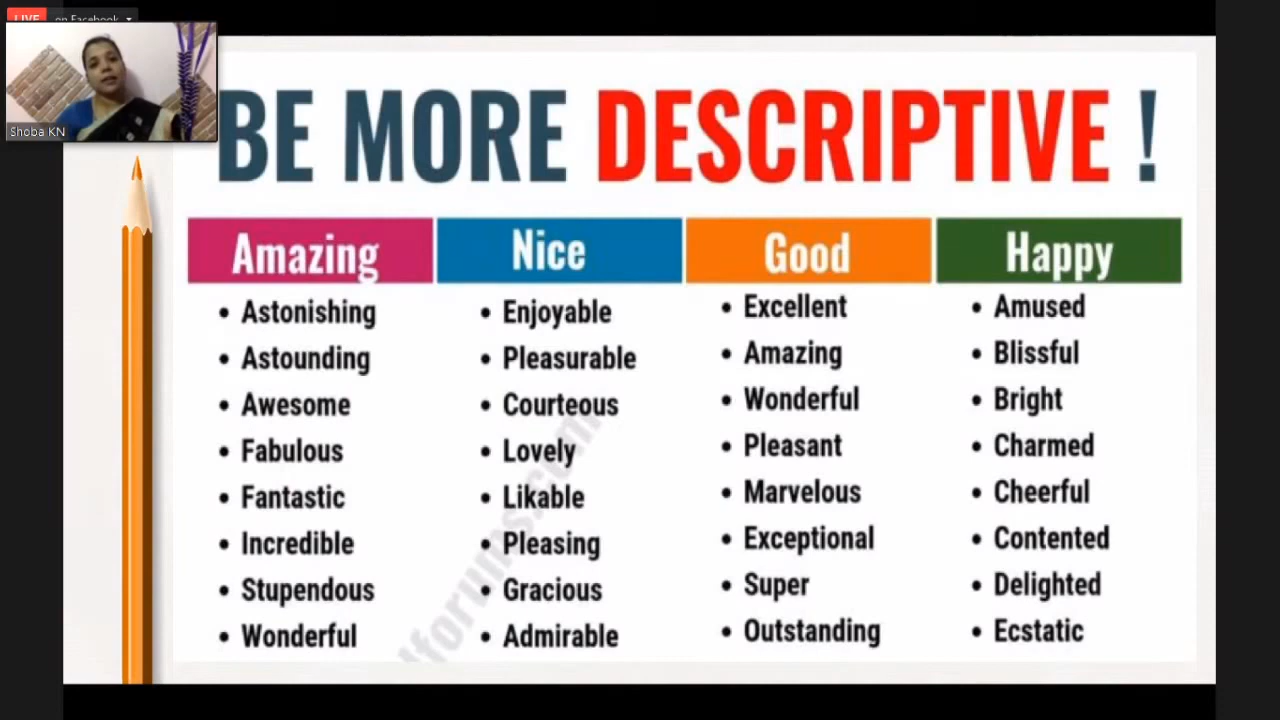 LIVE on Facebook
Shoba KN
BE MORE DESCRIPTIVE !
Amazing
Astonishing
Astounding
Awesome
Fabulous
Fantastic
Incredible
Stupendous
Wonderful
Nice
Enjoyable
Pleasurable
Courteous
Lovely
Likable
Pleasing
Gracious
Admirable
Good
Excellent
Amazing
Wonderful
Pleasant
Marvelous
Exceptional
Super
Outstanding
Happy
Amused
Blissful
Bright
Charmed
Cheerful
Contented
Delighted
Ecstatic